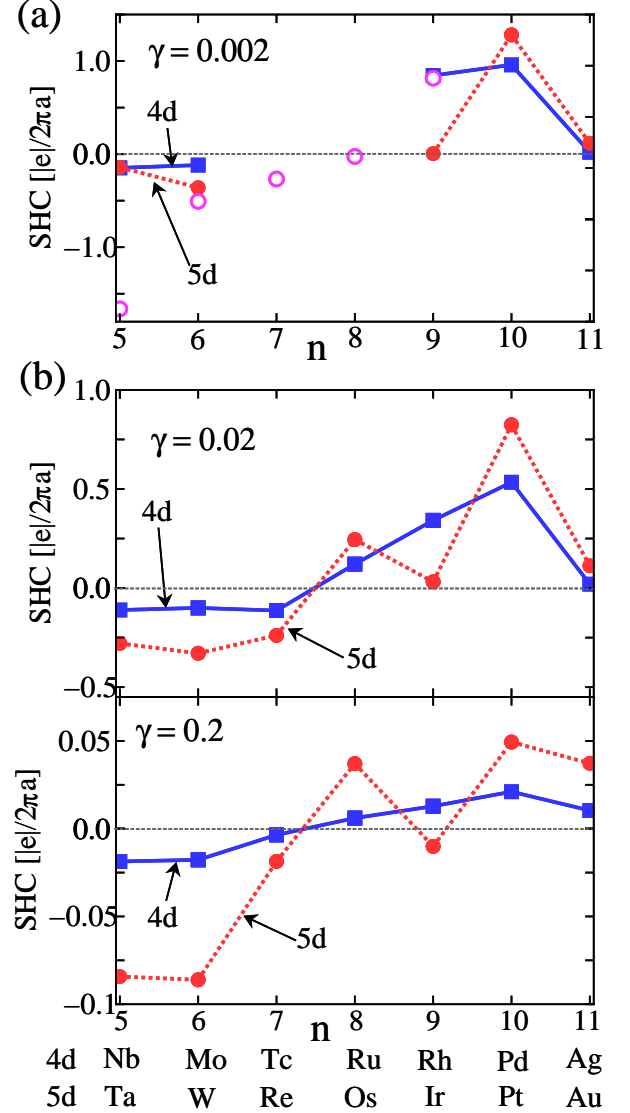 (a)
γ = 0.002
SHC [|e|/2πa]
1.0
0.0
−1.0
4d
5d
5 6 7 8 9 10 11
n
(b)
γ = 0.02
SHC [|e|/2πa]
1.0
0.5
0.0
−0.5
4d
5d
γ = 0.2
SHC [|e|/2πa]
0.05
0.0
−0.05
−0.1
4d
5d
5 6 7 8 9 10 11
n
4d Nb Mo Tc Ru Rh Pd Ag
5d Ta W Re Os Ir Pt Au